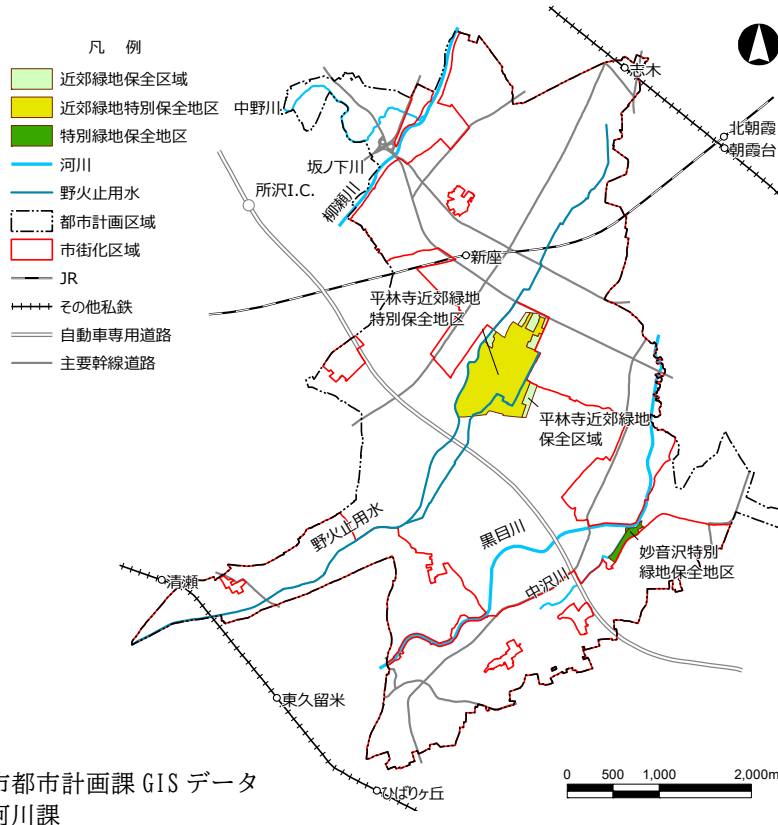 凡 例
近郊緑地保全区域
近郊緑地特別保全地区
特別緑地保全地区
河川
野火止用水
都市計画区域
市街化区域
JR
その他私鉄
自動車専用道路
主要幹線道路
志木
中野川
北朝霞
朝霞台
坂ノ下川
所沢I.C.
柳瀬川
新座
平林寺近郊緑地
特別保全地区
平林寺近郊緑地
保全区域
野火止用水
黒目川
妙音沢特別
緑地保全地区
中沢川
清瀬
東久留米
ひばりヶ丘
0 500 1,000 2,000m
市都市計画課 GIS データ
河川課